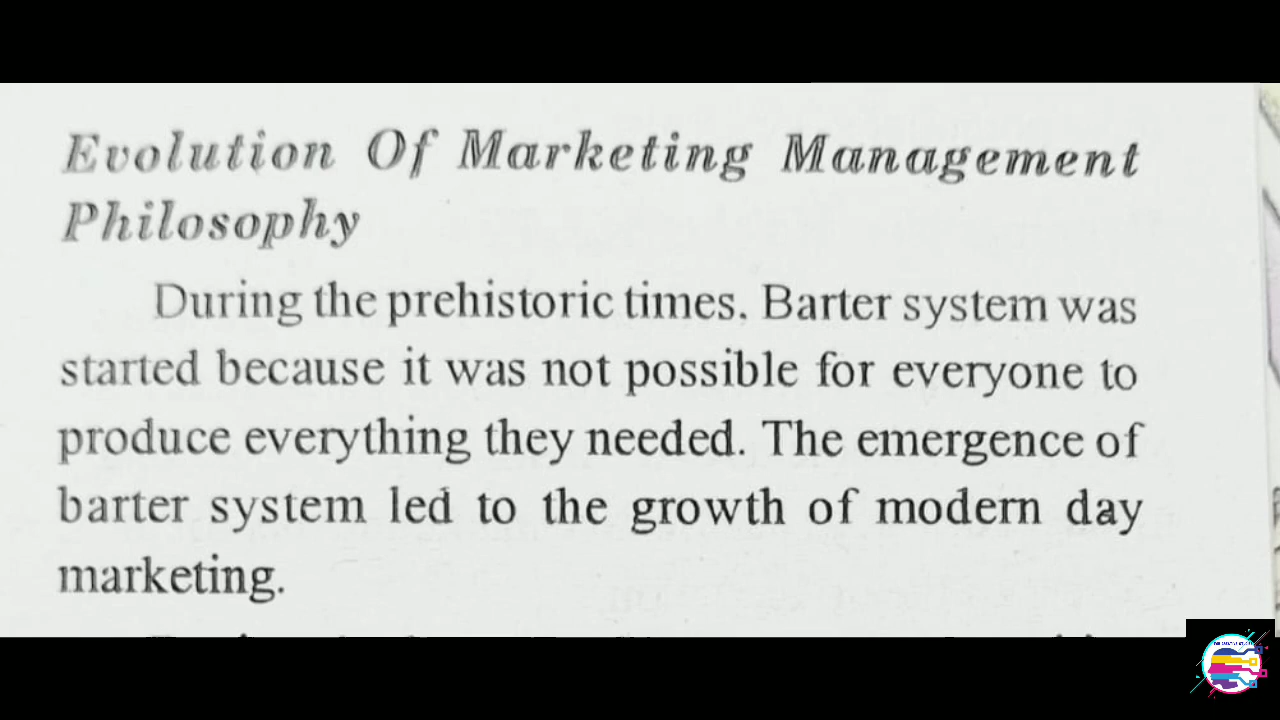 Evolution Of Marketing Management
Philosophy
During the prehistoric times. Barter system was
started because it was not possible for everyone to
produce everything they needed. The emergence of
barter system led to the growth of modern day
marketing.